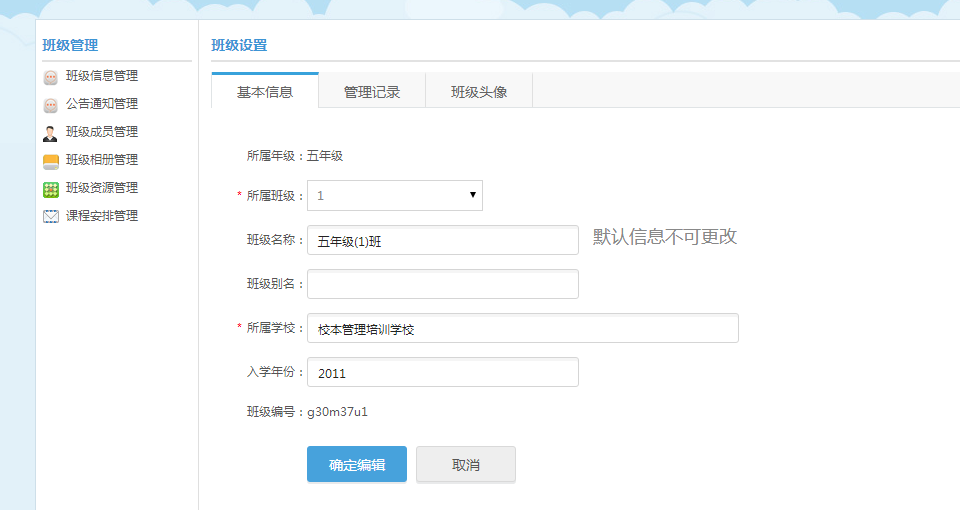 班级管理
班级信息管理
公告通知管理
班级成员管理
班级相册管理
班级资源管理
课程安排管理
班级设置
基本信息 管理记录 班级头像
所属年级：五年级
* 所属班级： 1
班级名称： 五年级(1)班 默认信息不可更改
班级别名：
* 所属学校： 校本管理培训学校
入学年份： 2011
班级编号：g30m37u1
确定编辑 取消